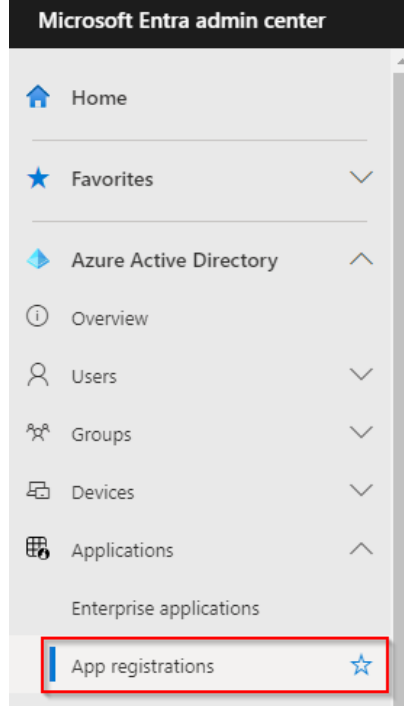 Microsoft Entra admin center
Home
Favorites
Azure Active Directory
Overview
Users
Groups
Devices
Applications
Enterprise applications
App registrations